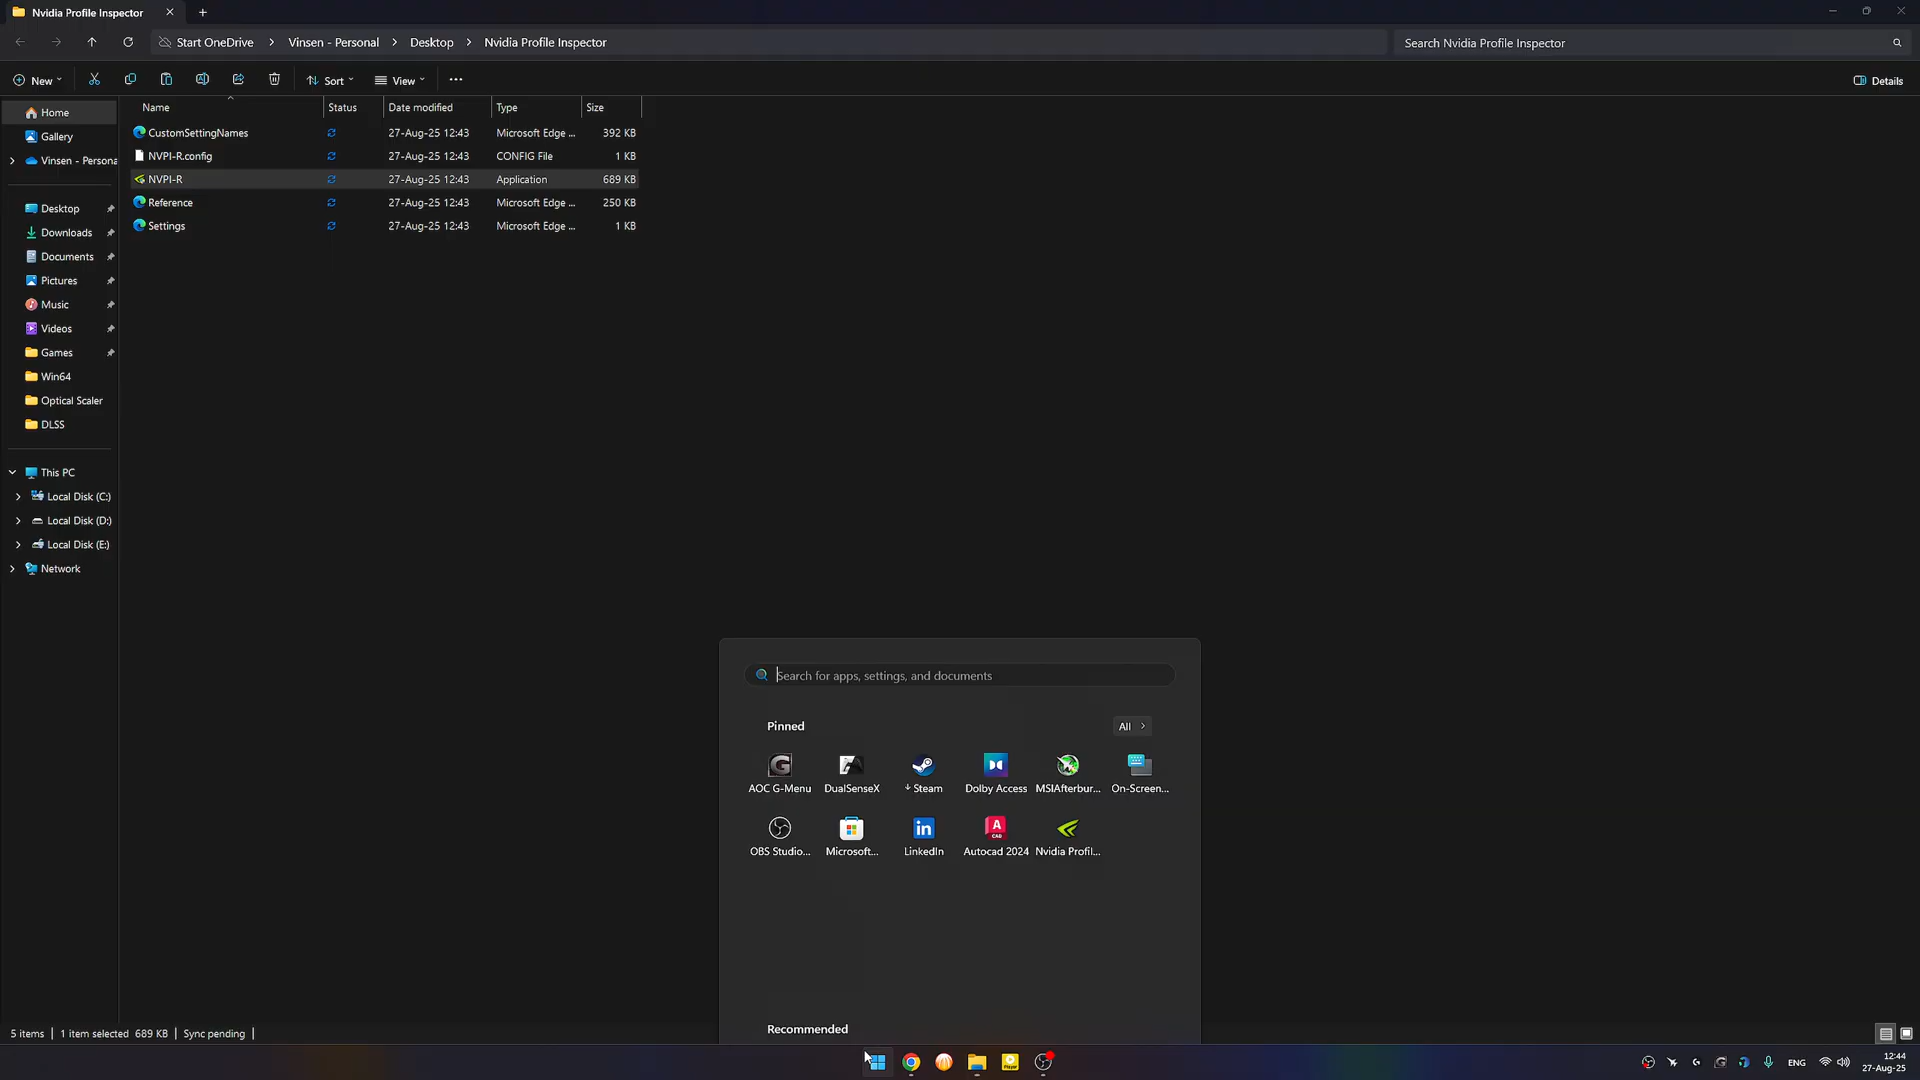 Nvidia Profile Inspector
Start OneDrive > Vinsen - Personal > Desktop > Nvidia Profile Inspector
Search Nvidia Profile Inspector
New
Sort
View
Details
Name Status Date modified Type Size
Home
Gallery
Vinsen - Persona
CustomSettingNames 27-Aug-25 12:43 Microsoft Edge ... 392 KB
NVPI-R.config 27-Aug-25 12:43 CONFIG File 1 KB
NVPI-R 27-Aug-25 12:43 Application 689 KB
Reference 27-Aug-25 12:43 Microsoft Edge ... 250 KB
Settings 27-Aug-25 12:43 Microsoft Edge ... 1 KB
Desktop
Downloads
Documents
Pictures
Music
Videos
Games
Win64
Optical Scaler
DLSS
This PC
Local Disk (C:)
Local Disk (D:)
Local Disk (E:)
Network
Search for apps, settings, and documents
Pinned
All >
AOC G-Menu DualSenseX Steam Dolby Access MSIAfterbur... On-Screen...
OBS Studio... Microsoft... LinkedIn Autocad 2024 Nvidia Profil...
Recommended
5 items 1 item selected 689 KB Sync pending
ENG
12:44
27-Aug-25